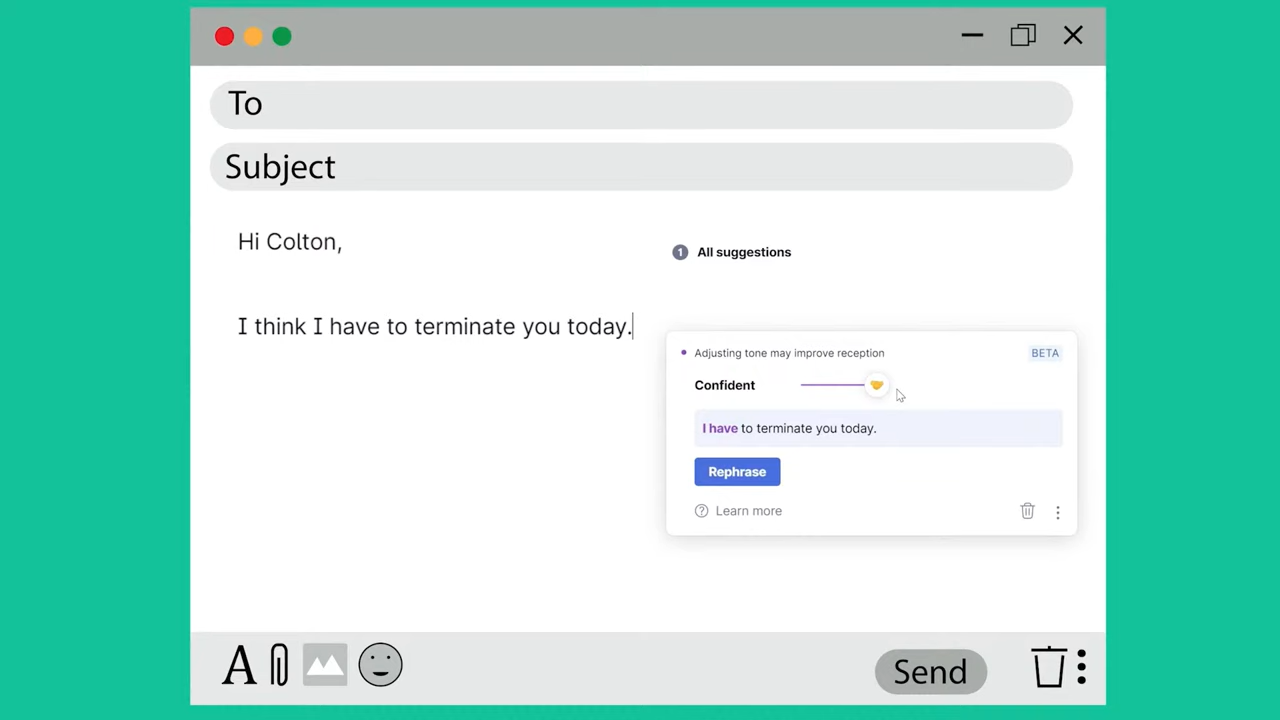 To
Subject
Hi Colton,
1 All suggestions
I think I have to terminate you today.
Adjusting tone may improve reception BETA
Confident
I have to terminate you today.
Rephrase
? Learn more
A
Send